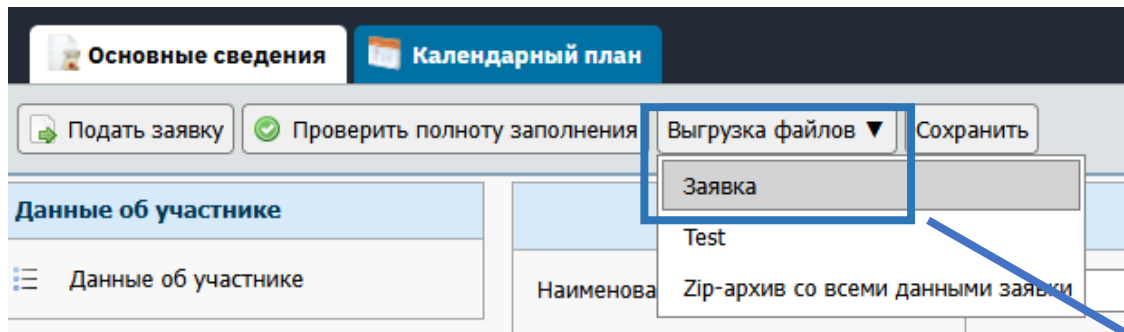 Основные сведения
Календарный план
Подать заявку
Проверить полноту заполнения
Выгрузка файлов ▼
Сохранить
Данные об участнике
Заявка
Test
Данные об участнике
Наименова
Zip-архив со всеми данными заявки